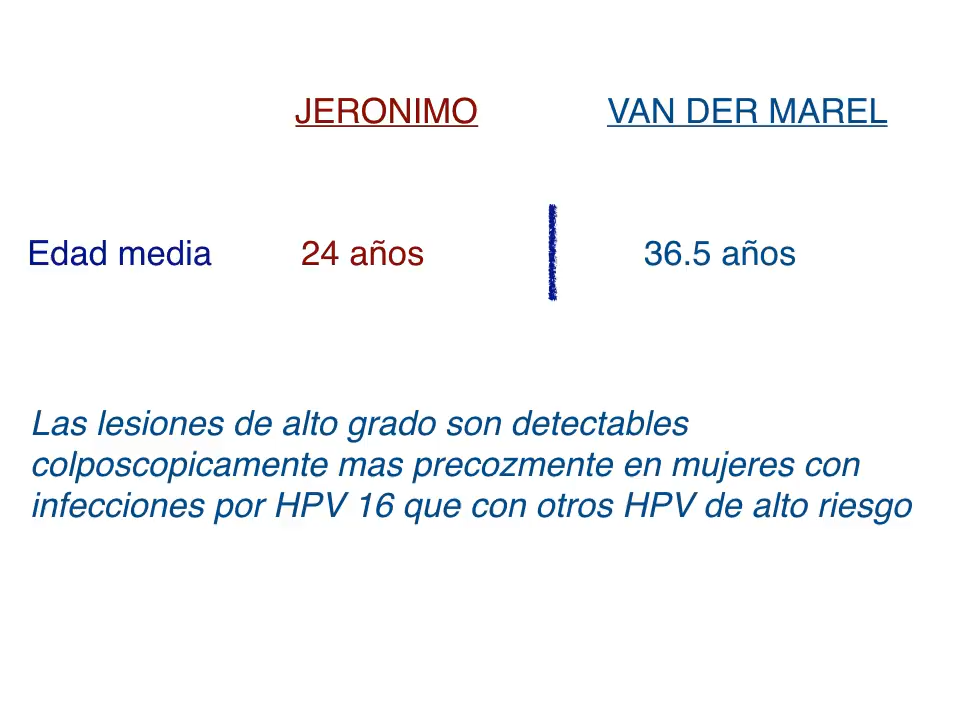 JERONIMO VAN DER MAREL
Edad media 24 años 36.5 años
Las lesiones de alto grado son detectables
colposcopicamente mas precozmente en mujeres con
infecciones por HPV 16 que con otros HPV de alto riesgo